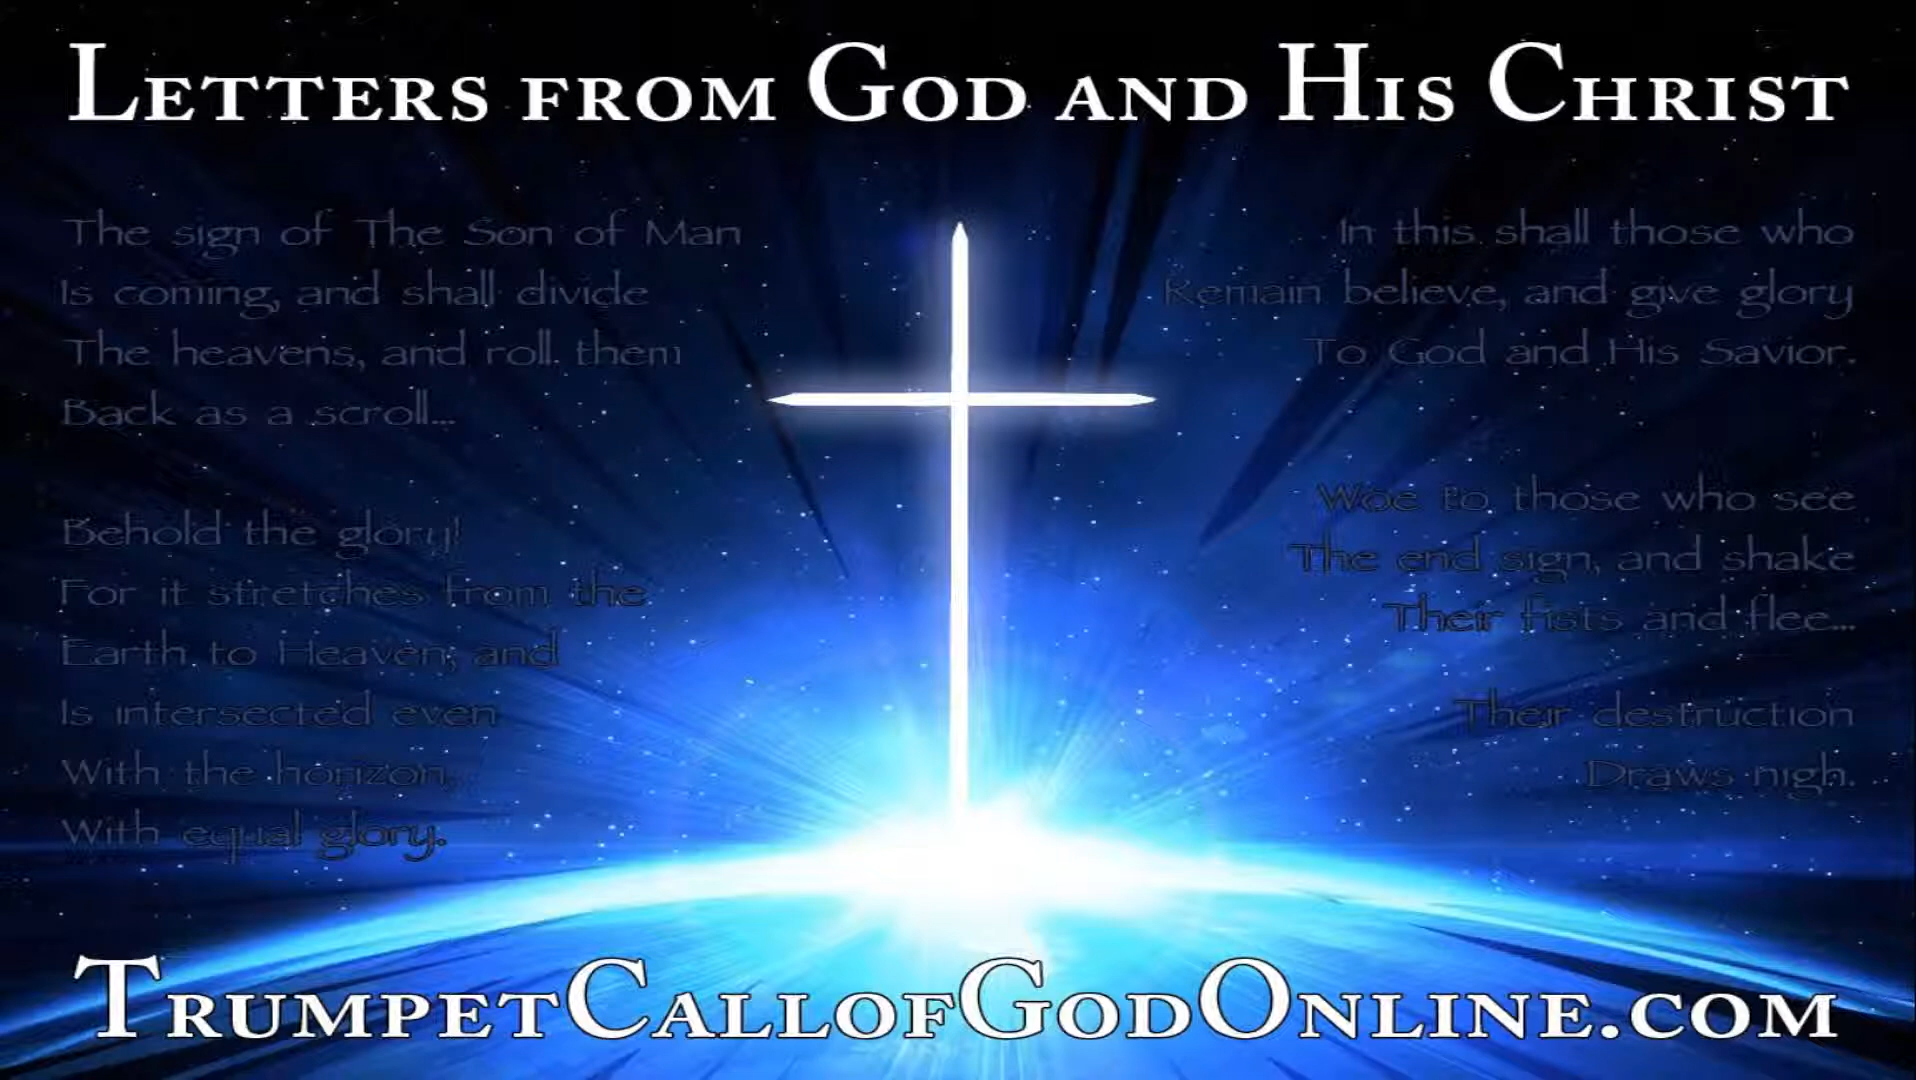 Letters from God and His Christ
The sign of The Son of Man
Is coming, and shall divide
The heavens, and roll them
Back as a scroll...
Behold the glory!
For it stretches from the
Earth to Heaven; and
Is intersected even
With the horizon,
With equal glory.
In this shall those who
Remain believe, and give glory
To God and His Savior.
Woe to those who see
The end sign, and shake
Their fists and flee...
Their destruction
Draws nigh.
TrumpetCallofGodOnline.com